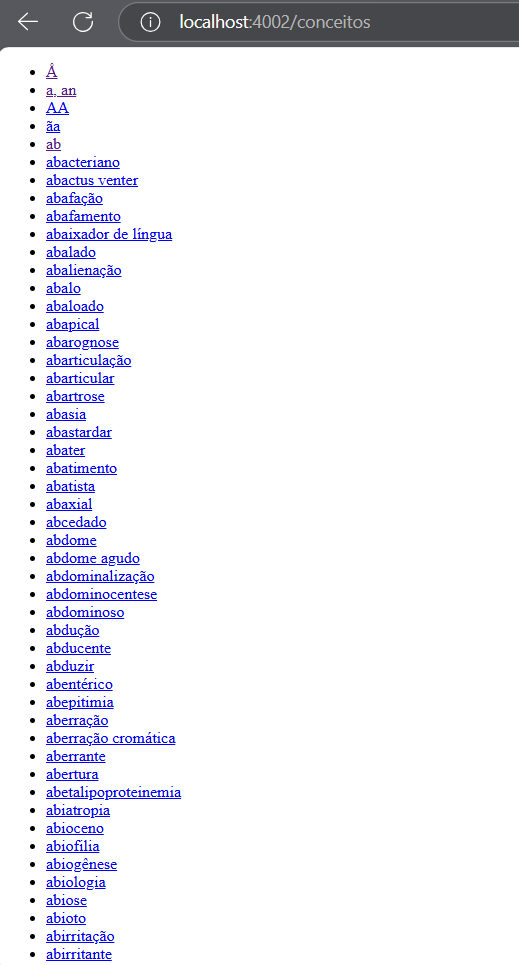 localhost:4002/conceitos
Å
a, an
AA
ãa
ab
abacteriano
abactus venter
abafação
abafamento
abaixador de língua
abalado
abalienação
abalo
abaloado
abapical
abarognose
abarticulação
abarticular
abartrose
abasia
abastardar
abater
abatimento
abatista
abaxial
abcedado
abdome
abdome agudo
abdominalização
abdominocentese
abdominoso
abdução
abducente
abduzir
abentérico
abepitimia
aberração
aberração cromática
aberrante
abertura
abetalipoproteinemia
abiatropia
abioceno
abiofilia
abiogênese
abiologia
abiose
abioto
abirritação
abirritante